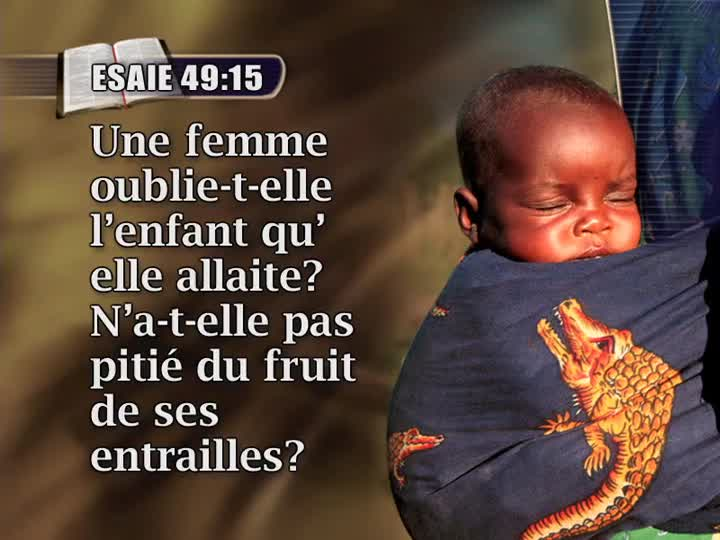 ESAIE 49:15
Une femme
oublie-t-elle
l’enfant qu’
elle allaite?
N’a-t-elle pas
pitié du fruit
de ses
entrailles?